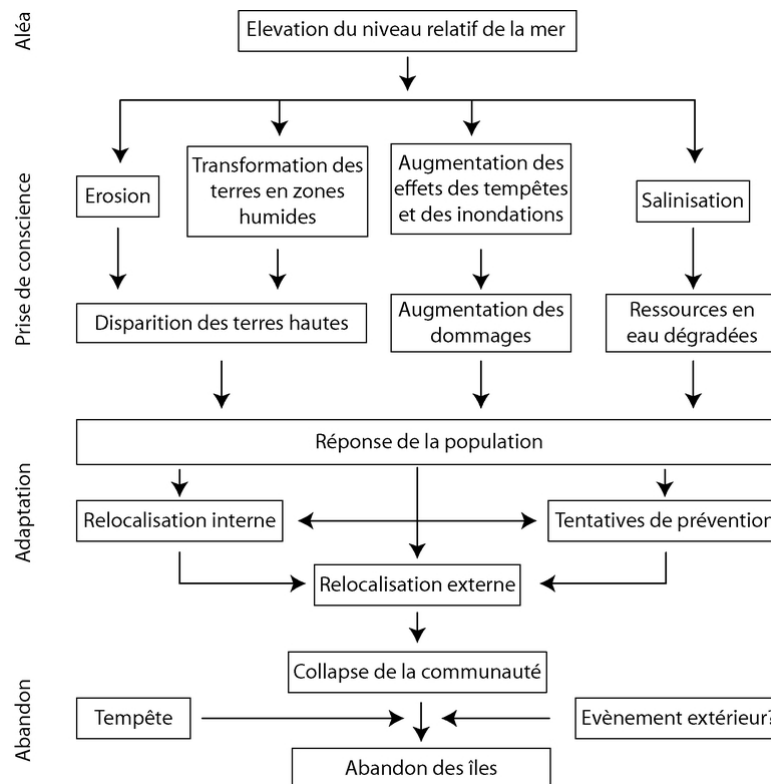 Aléa
Elevation du niveau relatif de la mer
Prise de conscience
Erosion
Transformation des
terres en zones
humides
Augmentation des
effets des tempêtes
et des inondations
Salinisation
Disparition des terres hautes
Augmentation des
dommages
Ressources en
eau dégradées
Adaptation
Réponse de la population
Relocalisation interne
Tentatives de prévention
Relocalisation externe
Abandon
Collapse de la communauté
Tempête
Evènement extérieur?
Abandon des îles